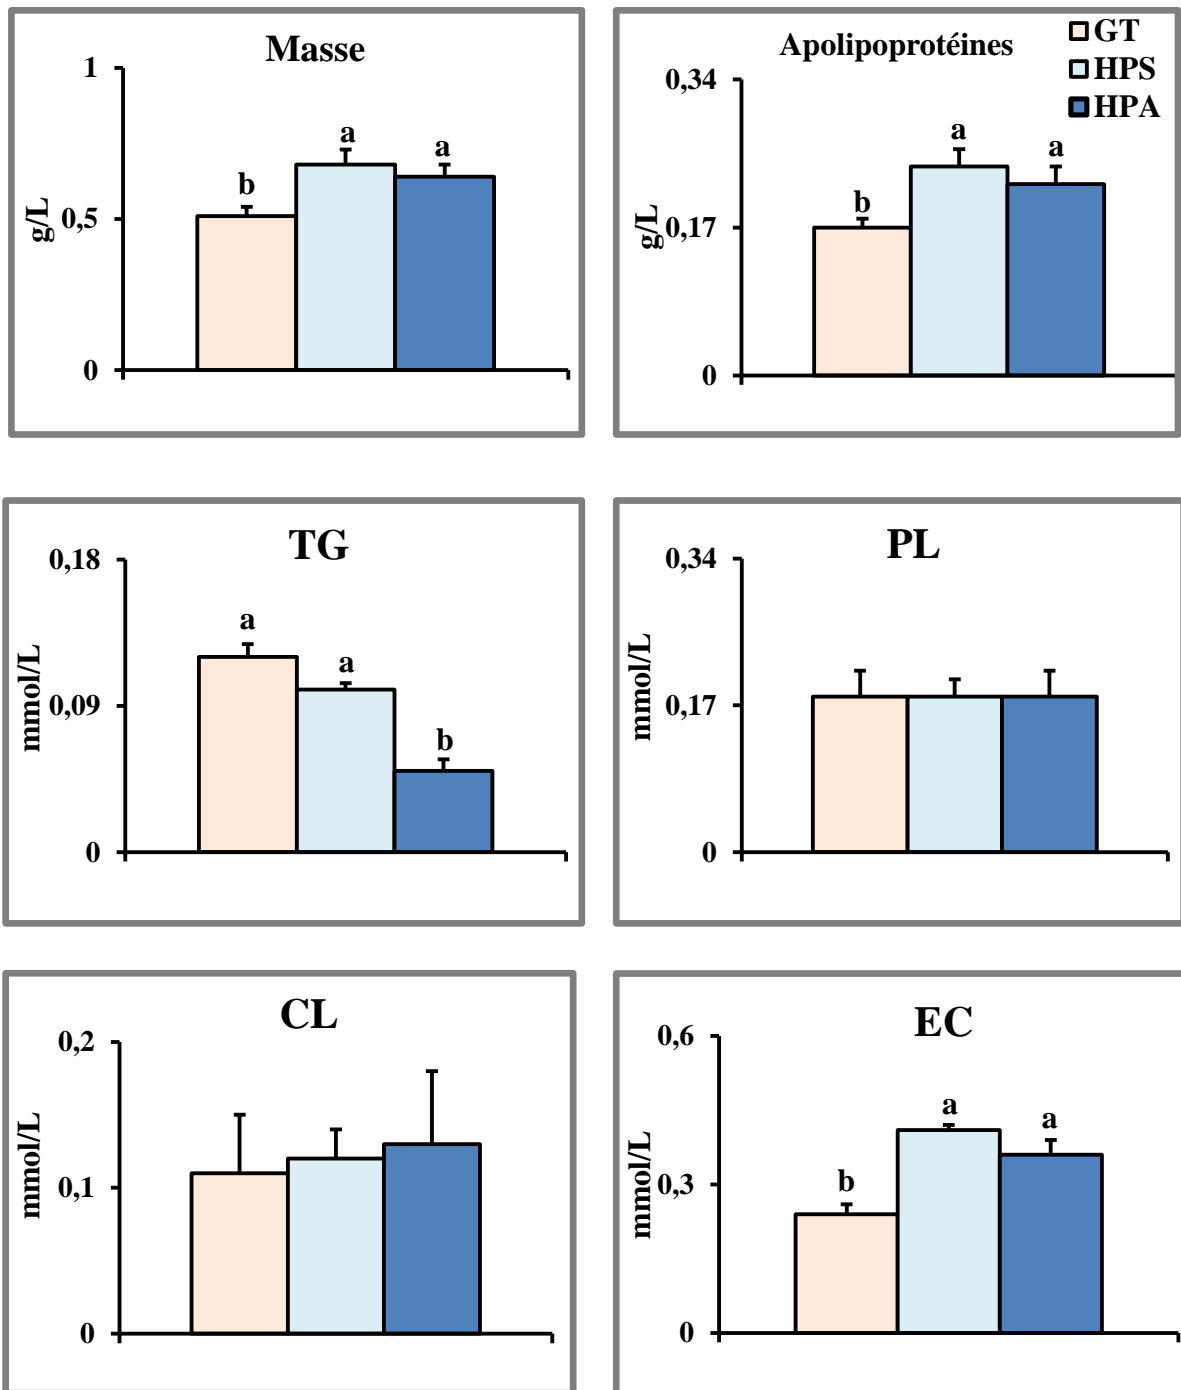 Masse
1
0,5
0
g/L
b
a
a
Apolipoprotéines
GT
HPS
HPA
0,34
0,17
0
g/L
b
a
a
TG
0,18
0,09
0
mmol/L
a
a
b
PL
0,34
0,17
0
mmol/L
CL
0,2
0,1
0
mmol/L
EC
0,6
0,3
0
mmol/L
b
a
a